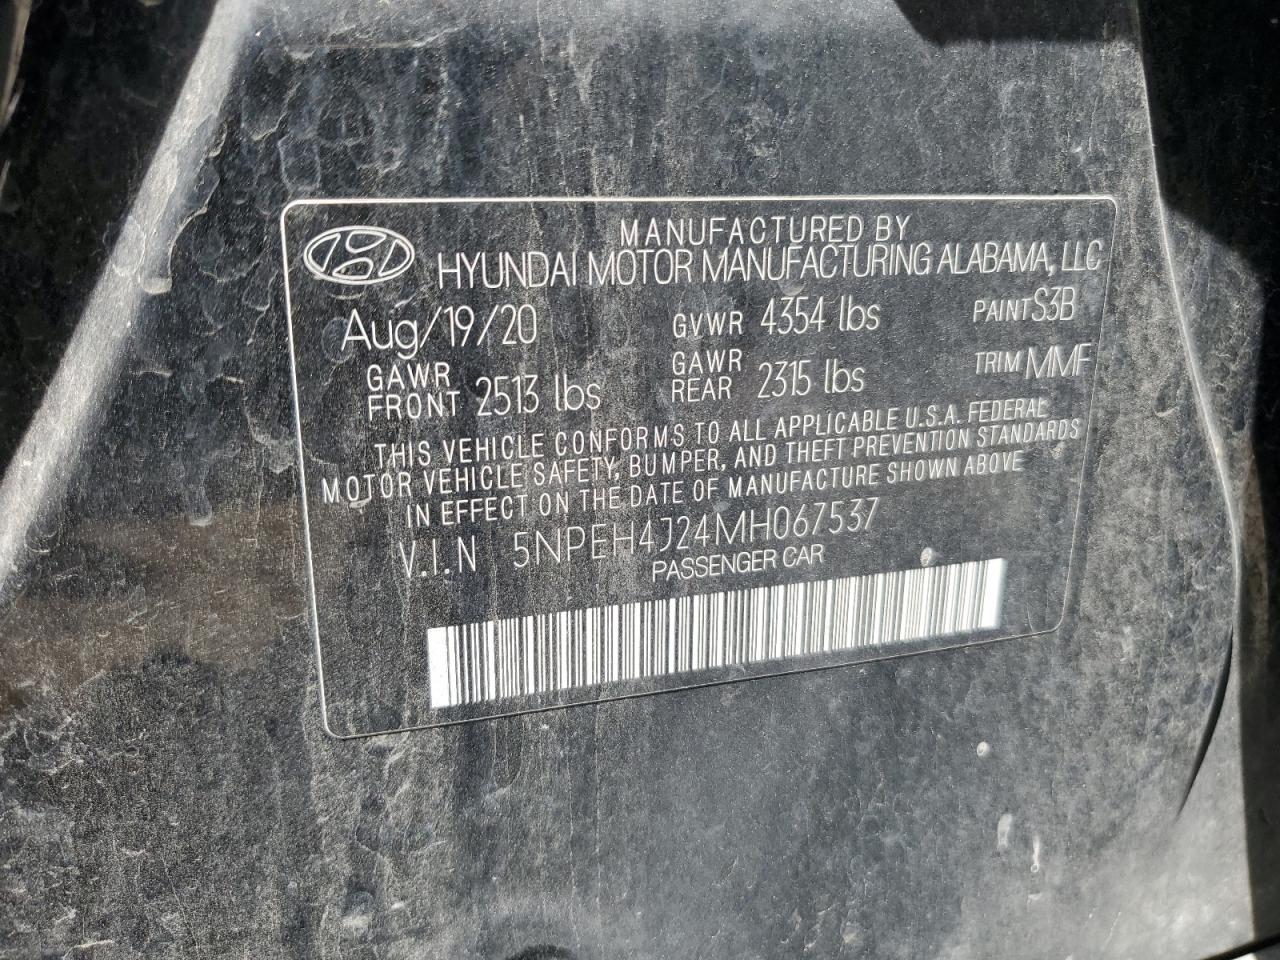 MANUFACTURED BY
HYUNDAI MOTOR MANUFACTURING ALABAMA, LLC
Aug/19/20 GVWR 4354 lbs PAINT S3B
GAWR FRONT 2513 lbs GAWR REAR 2315 lbs TRIM MMF
THIS VEHICLE CONFORMS TO ALL APPLICABLE U.S.A. FEDERAL
MOTOR VEHICLE SAFETY, BUMPER, AND THEFT PREVENTION STANDARDS
IN EFFECT ON THE DATE OF MANUFACTURE SHOWN ABOVE
V.I.N 5NPEH4J24MH067537
PASSENGER CAR